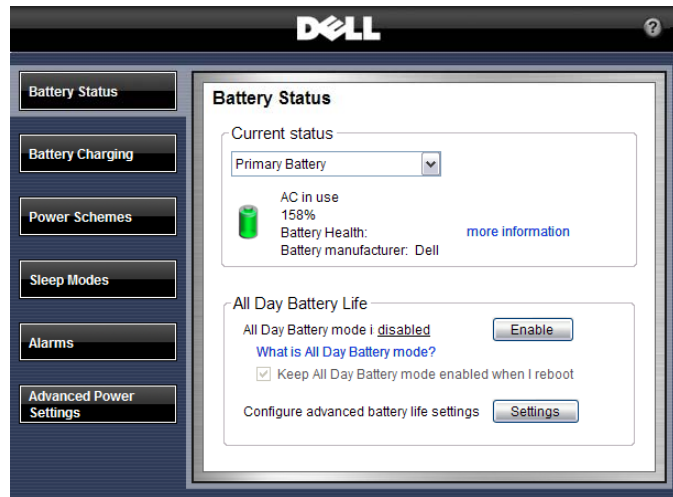 DELL
?
Battery Status
Battery Charging
Power Schemes
Sleep Modes
Alarms
Advanced Power
Settings
Battery Status
Current status
Primary Battery
AC in use
158%
Battery Health:
more information
Battery manufacturer: Dell
All Day Battery Life
All Day Battery mode i disabled
Enable
What is All Day Battery mode?
Keep All Day Battery mode enabled when I reboot
Configure advanced battery life settings
Settings